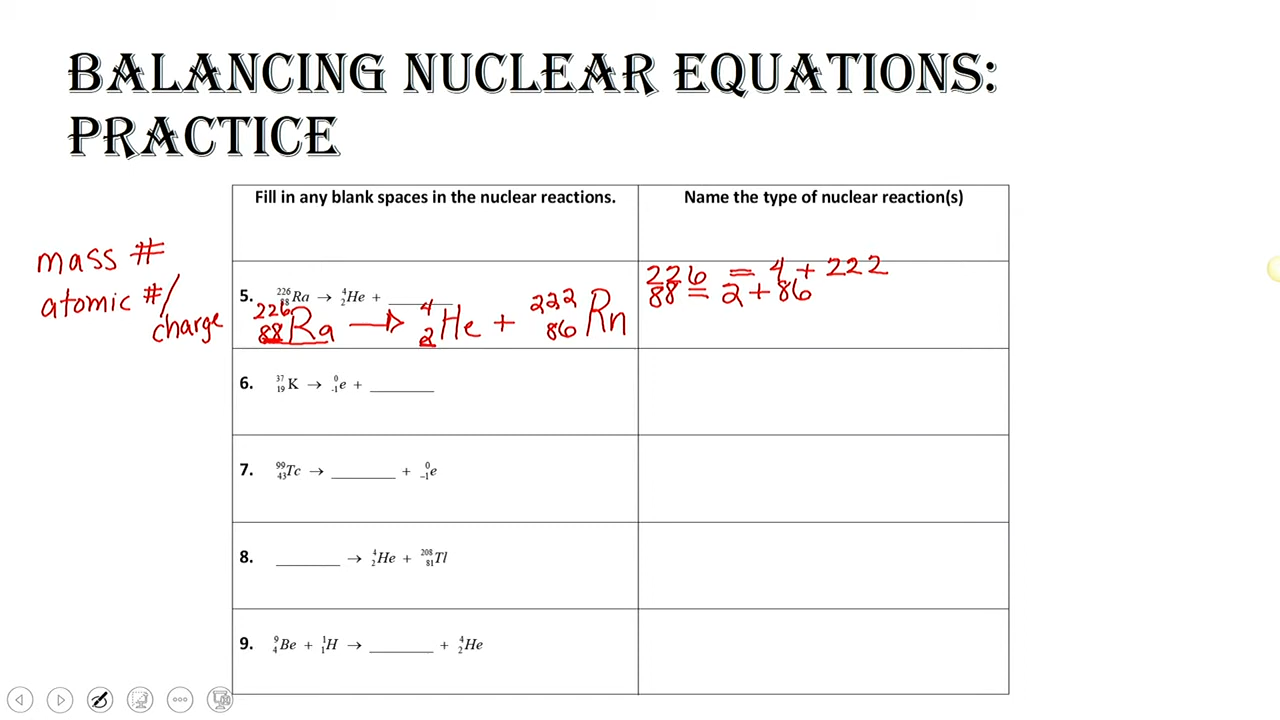 BALANCING NUCLEAR EQUATIONS:
PRACTICE
Fill in any blank spaces in the nuclear reactions.
Name the type of nuclear reaction(s)
mass #
atomic #/
charge
5. ²²⁶₈₈Ra → ⁴₂He + ________
²²⁶₈₈Ra → ⁴₂He + ²²²₈₆Rn
226 = 4 + 222
88 = 2 + 86
6. ³⁷₁₉K → ⁰₋₁e + ________
7. ⁹⁹₄₃Tc → ________ + ⁰₋₁e
8. ________ → ⁴₂He + ²⁰⁸₈₁Tl
9. ⁹₄Be + ¹₁H → ________ + ⁴₂He